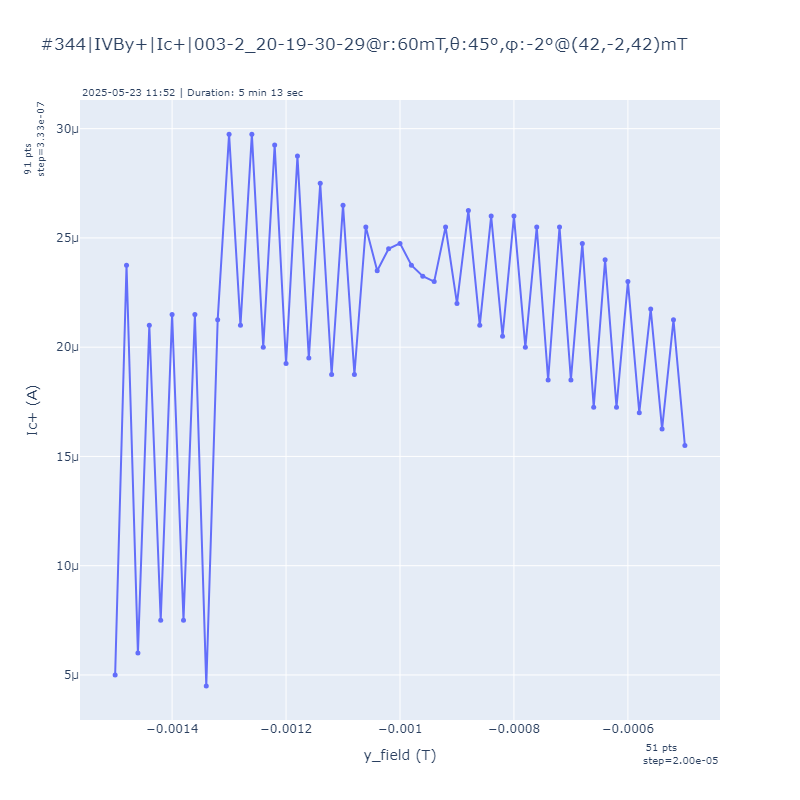 #344|IVBy+|Ic+|003-2_20-19-30-29@r:60mT,θ:45°,φ:-2°@(42,-2,42)mT
2025-05-23 11:52 | Duration: 5 min 13 sec
91 pts
step=3.33e-07
30μ
25μ
20μ
15μ
10μ
5μ
Ic+ (A)
−0.0014
−0.0012
−0.001
−0.0008
−0.0006
y_field (T)
51 pts
step=2.00e-05